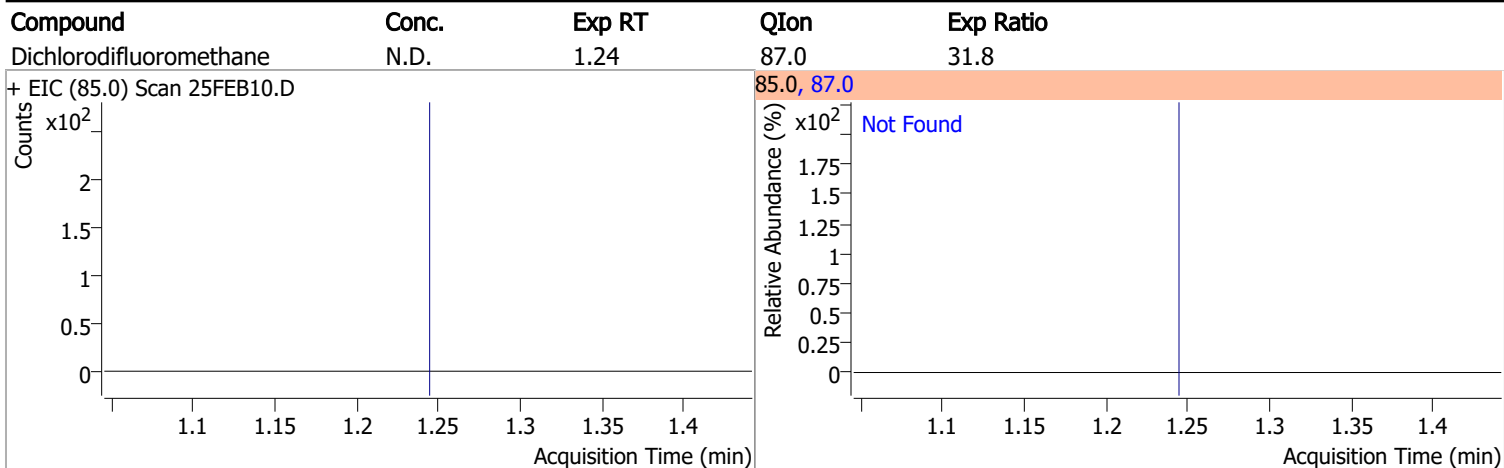 Compound Conc. Exp RT QIon Exp Ratio
Dichlorodifluoromethane N.D. 1.24 87.0 31.8
+ EIC (85.0) Scan 25FEB10.D
Counts
x10²
2
1.5
1
0.5
0
1.1 1.15 1.2 1.25 1.3 1.35 1.4
Acquisition Time (min)
85.0, 87.0
Relative Abundance (%)
x10²
Not Found
1.75
1.5
1.25
1
0.75
0.5
0.25
0
1.1 1.15 1.2 1.25 1.3 1.35 1.4
Acquisition Time (min)